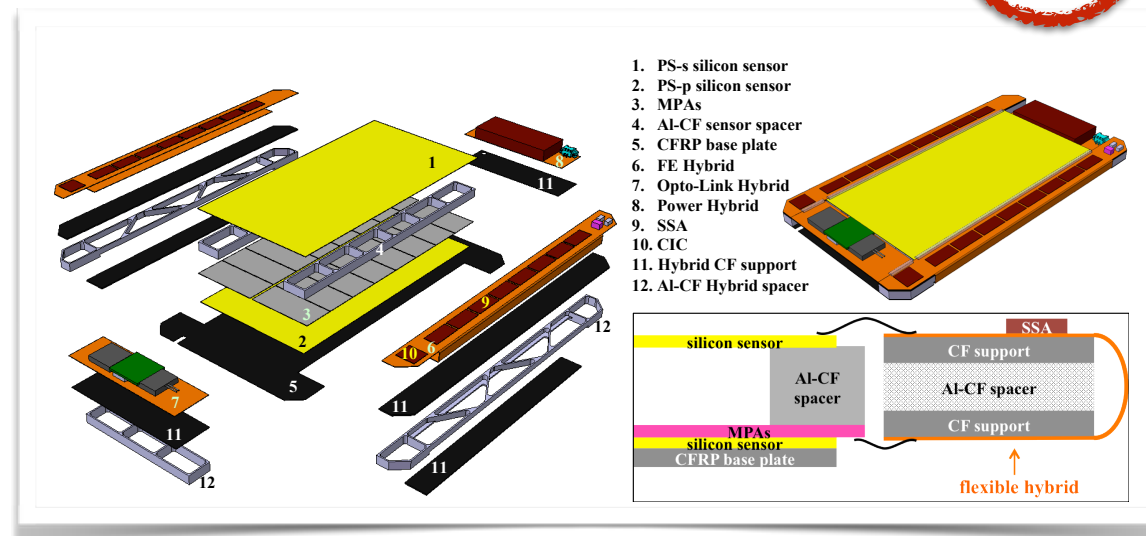 1. PS-s silicon sensor
2. PS-p silicon sensor
3. MPAs
4. Al-CF sensor spacer
5. CFRP base plate
6. FE Hybrid
7. Opto-Link Hybrid
8. Power Hybrid
9. SSA
10. CIC
11. Hybrid CF support
12. Al-CF Hybrid spacer
1
8
11
4
9
3
2
12
10
6
5
7
11
11
11
12
SSA
silicon sensor
CF support
Al-CF
spacer
Al-CF spacer
MPAs
CF support
silicon sensor
CFRP base plate
flexible hybrid